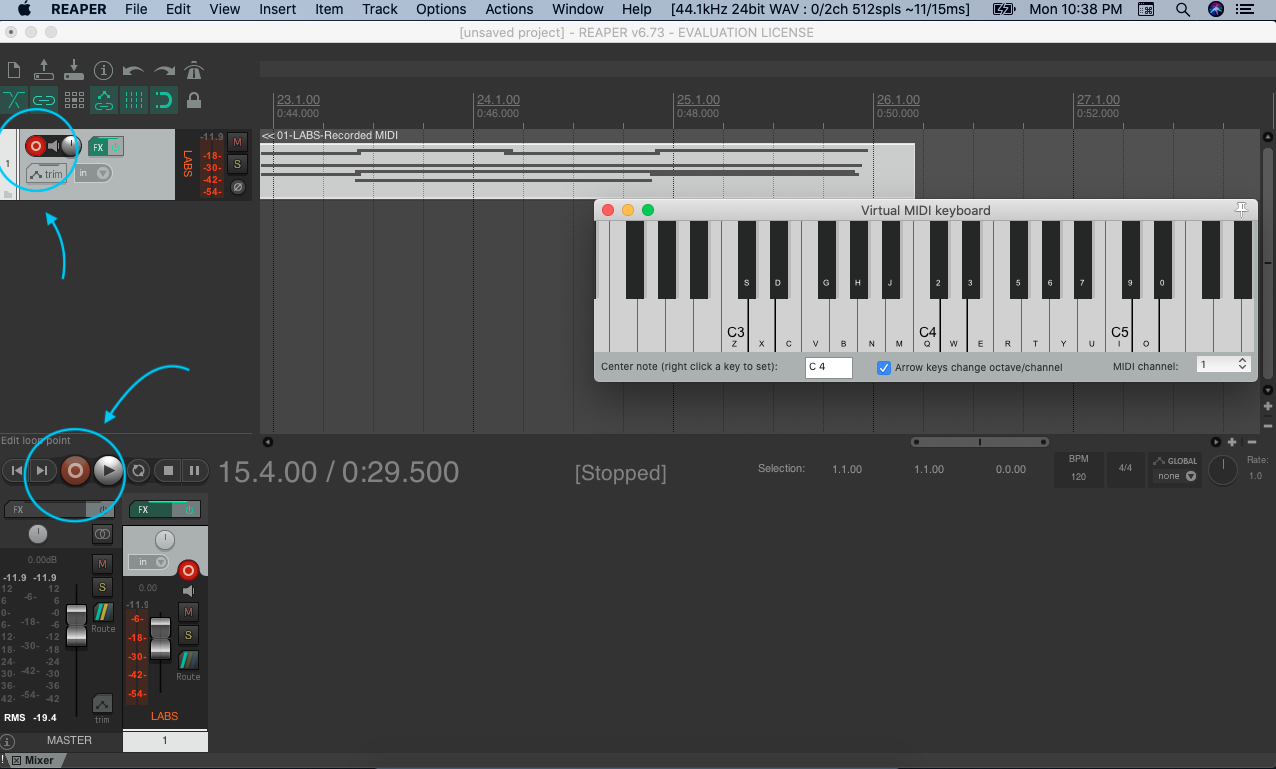 REAPER File Edit View Insert Item Track Options Actions Window Help [44.1kHz 24bit WAV : 0/2ch 512spls ~11/15ms] Mon 10:38 PM
[unsaved project] - REAPER v6.73 - EVALUATION LICENSE
23.1.00 24.1.00 25.1.00 26.1.00 27.1.00
0:44.000 0:46.000 0:48.000 0:50.000 0:52.000
<< 01-LABS-Recorded MIDI
1 FX LABS -11.9 M
-18- S
-30-
trim in -42-
-54- Ø
Virtual MIDI keyboard
S D G H J 2 3 5 6 7 9 0
C3 C4 C5
Z X C V B N M Q W E R T Y U I O
Center note (right click a key to set): C 4 Arrow keys change octave/channel MIDI channel: 1
Edit loop point
15.4.00 / 0:29.500 [Stopped] Selection: 1.1.00 1.1.00 0.0.00
BPM 120 4/4 GLOBAL none Rate: 1.0
FX FX
in
0.00dB 0.00
-11.9 -11.9 M
-11.9
12 12 S
6 -6- 6 -6-
0- -0 M
6- -18- -6 Route -18- S
12- -12
18- -30- -18 -30-
24- -24 Route
30- -42- -30 -42-
36- -36
42- -54- -42 -54-
trim
RMS -19.4 LABS
MASTER 1
! Mixer